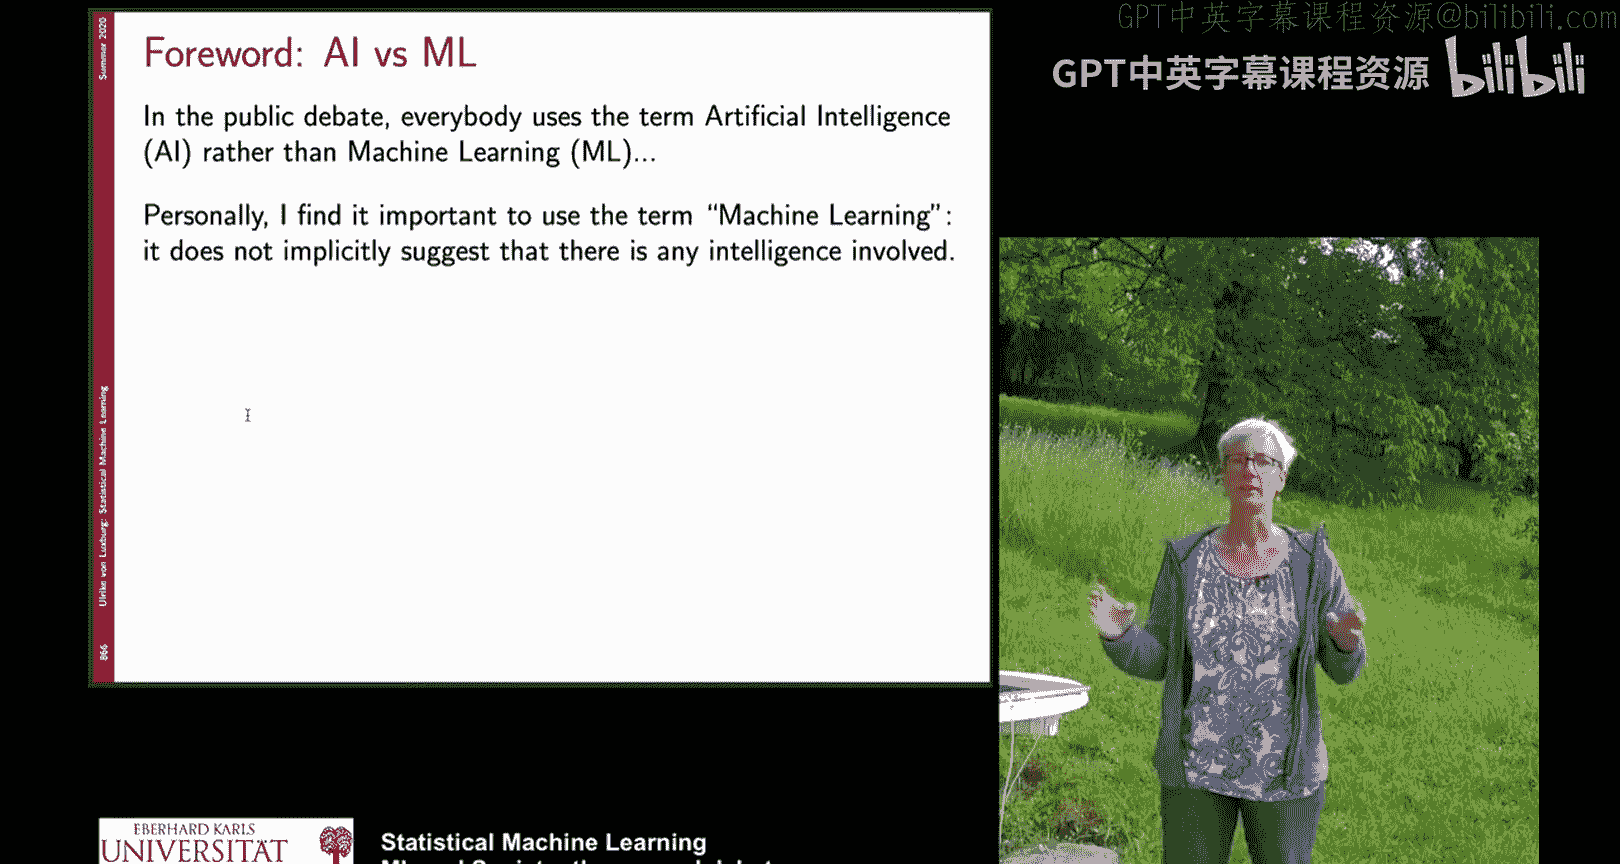 GPT中英字幕课程资源@bilibili.com
GPT中英字幕课程资源 bilibili
Summer 2020
Foreword: AI vs ML
In the public debate, everybody uses the term Artificial Intelligence
(AI) rather than Machine Learning (ML)...
Personally, I find it important to use the term “Machine Learning”:
it does not implicitly suggest that there is any intelligence involved.
Ulrike von Luxburg: Statistical Machine Learning
866
EBERHARD KARLS
UNIVERSITÄT
Statistical Machine Learning